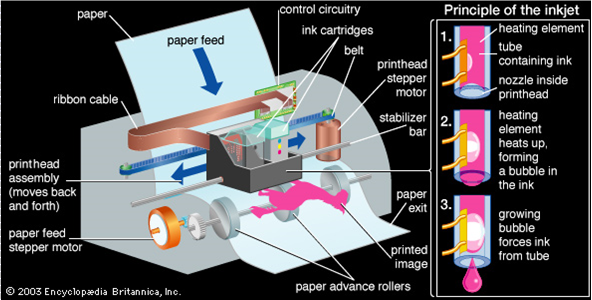 paper
paper feed
control circuitry
ink cartridges
belt
printhead
stepper
motor
ribbon cable
stabilizer
bar
printhead
assembly
(moves back
and forth)
paper
exit
paper feed
stepper motor
printed
image
paper advance rollers
© 2003 Encyclopædia Britannica, Inc.
Principle of the inkjet
1.
heating element
tube
containing ink
nozzle inside
printhead
2.
heating
element
heats up,
forming
a bubble in
the ink
3.
growing
bubble
forces ink
from tube